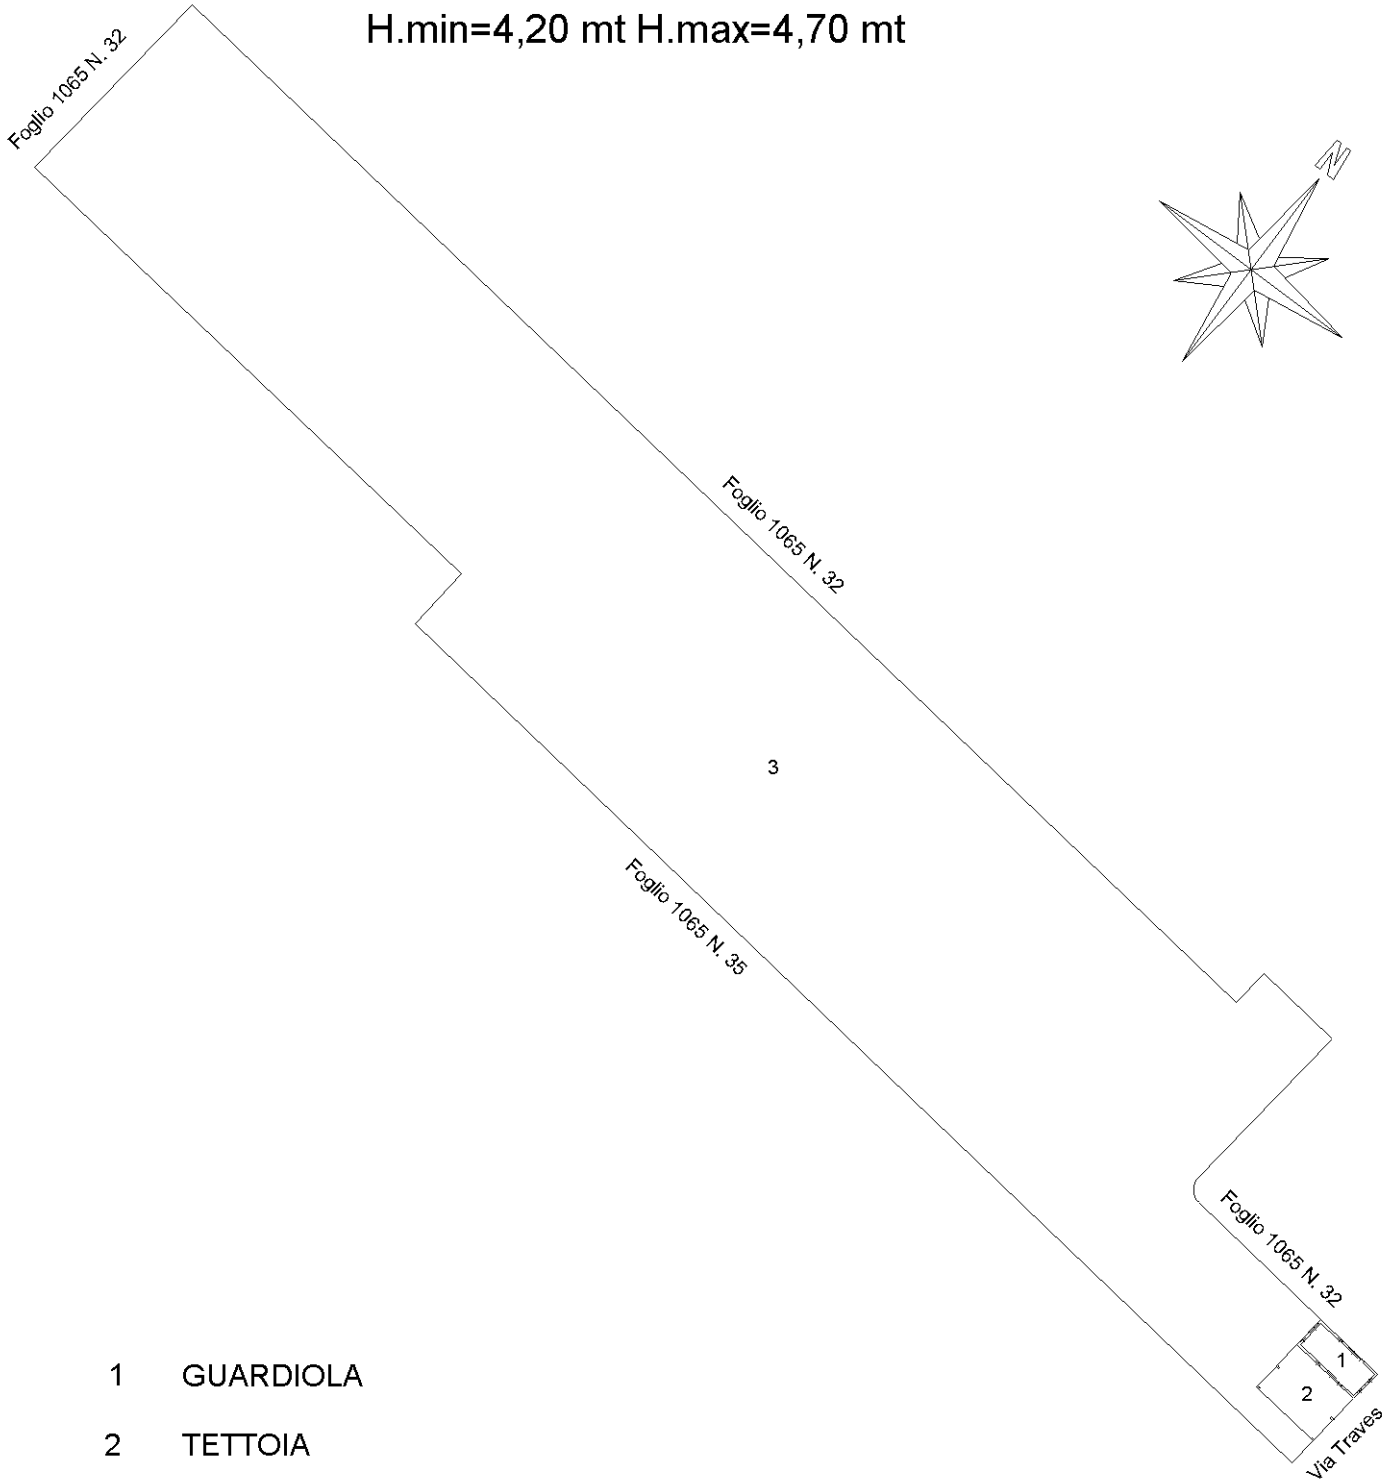 H.min=4,20 mt H.max=4,70 mt
Foglio 1065 N. 32
N
Foglio 1065 N. 32
3
Foglio 1065 N. 35
Foglio 1065 N. 32
1
2
Via Traves
1 GUARDIOLA
2 TETTOIA